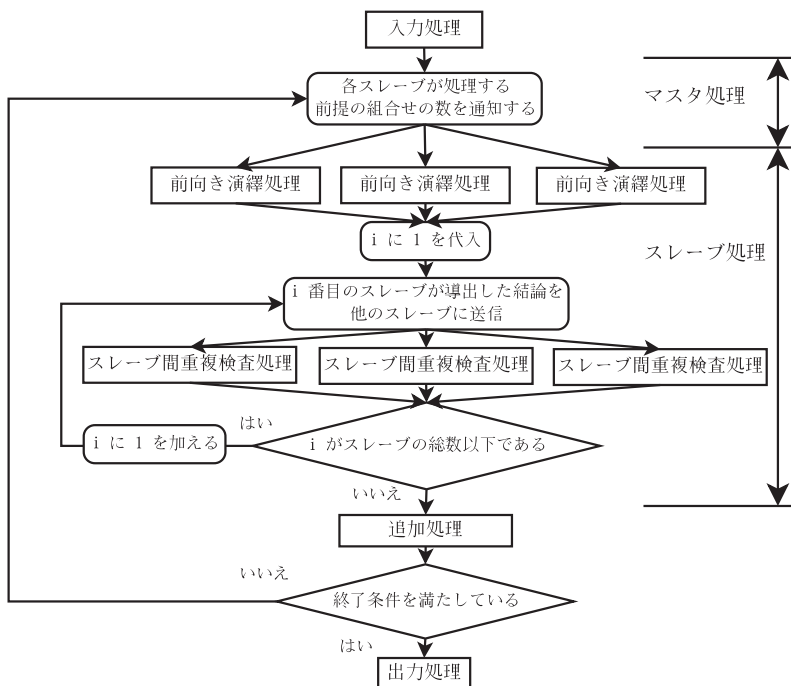 入力処理
各スレーブが処理する
前提の組合せの数を通知する
マスタ処理
前向き演繹処理
前向き演繹処理
前向き演繹処理
i に 1 を代入
スレーブ処理
i 番目のスレーブが導出した結論を
他のスレーブに送信
スレーブ間重複検査処理
スレーブ間重複検査処理
スレーブ間重複検査処理
はい
i に 1 を加える
i がスレーブの総数以下である
いいえ
追加処理
いいえ
終了条件を満たしている
はい
出力処理